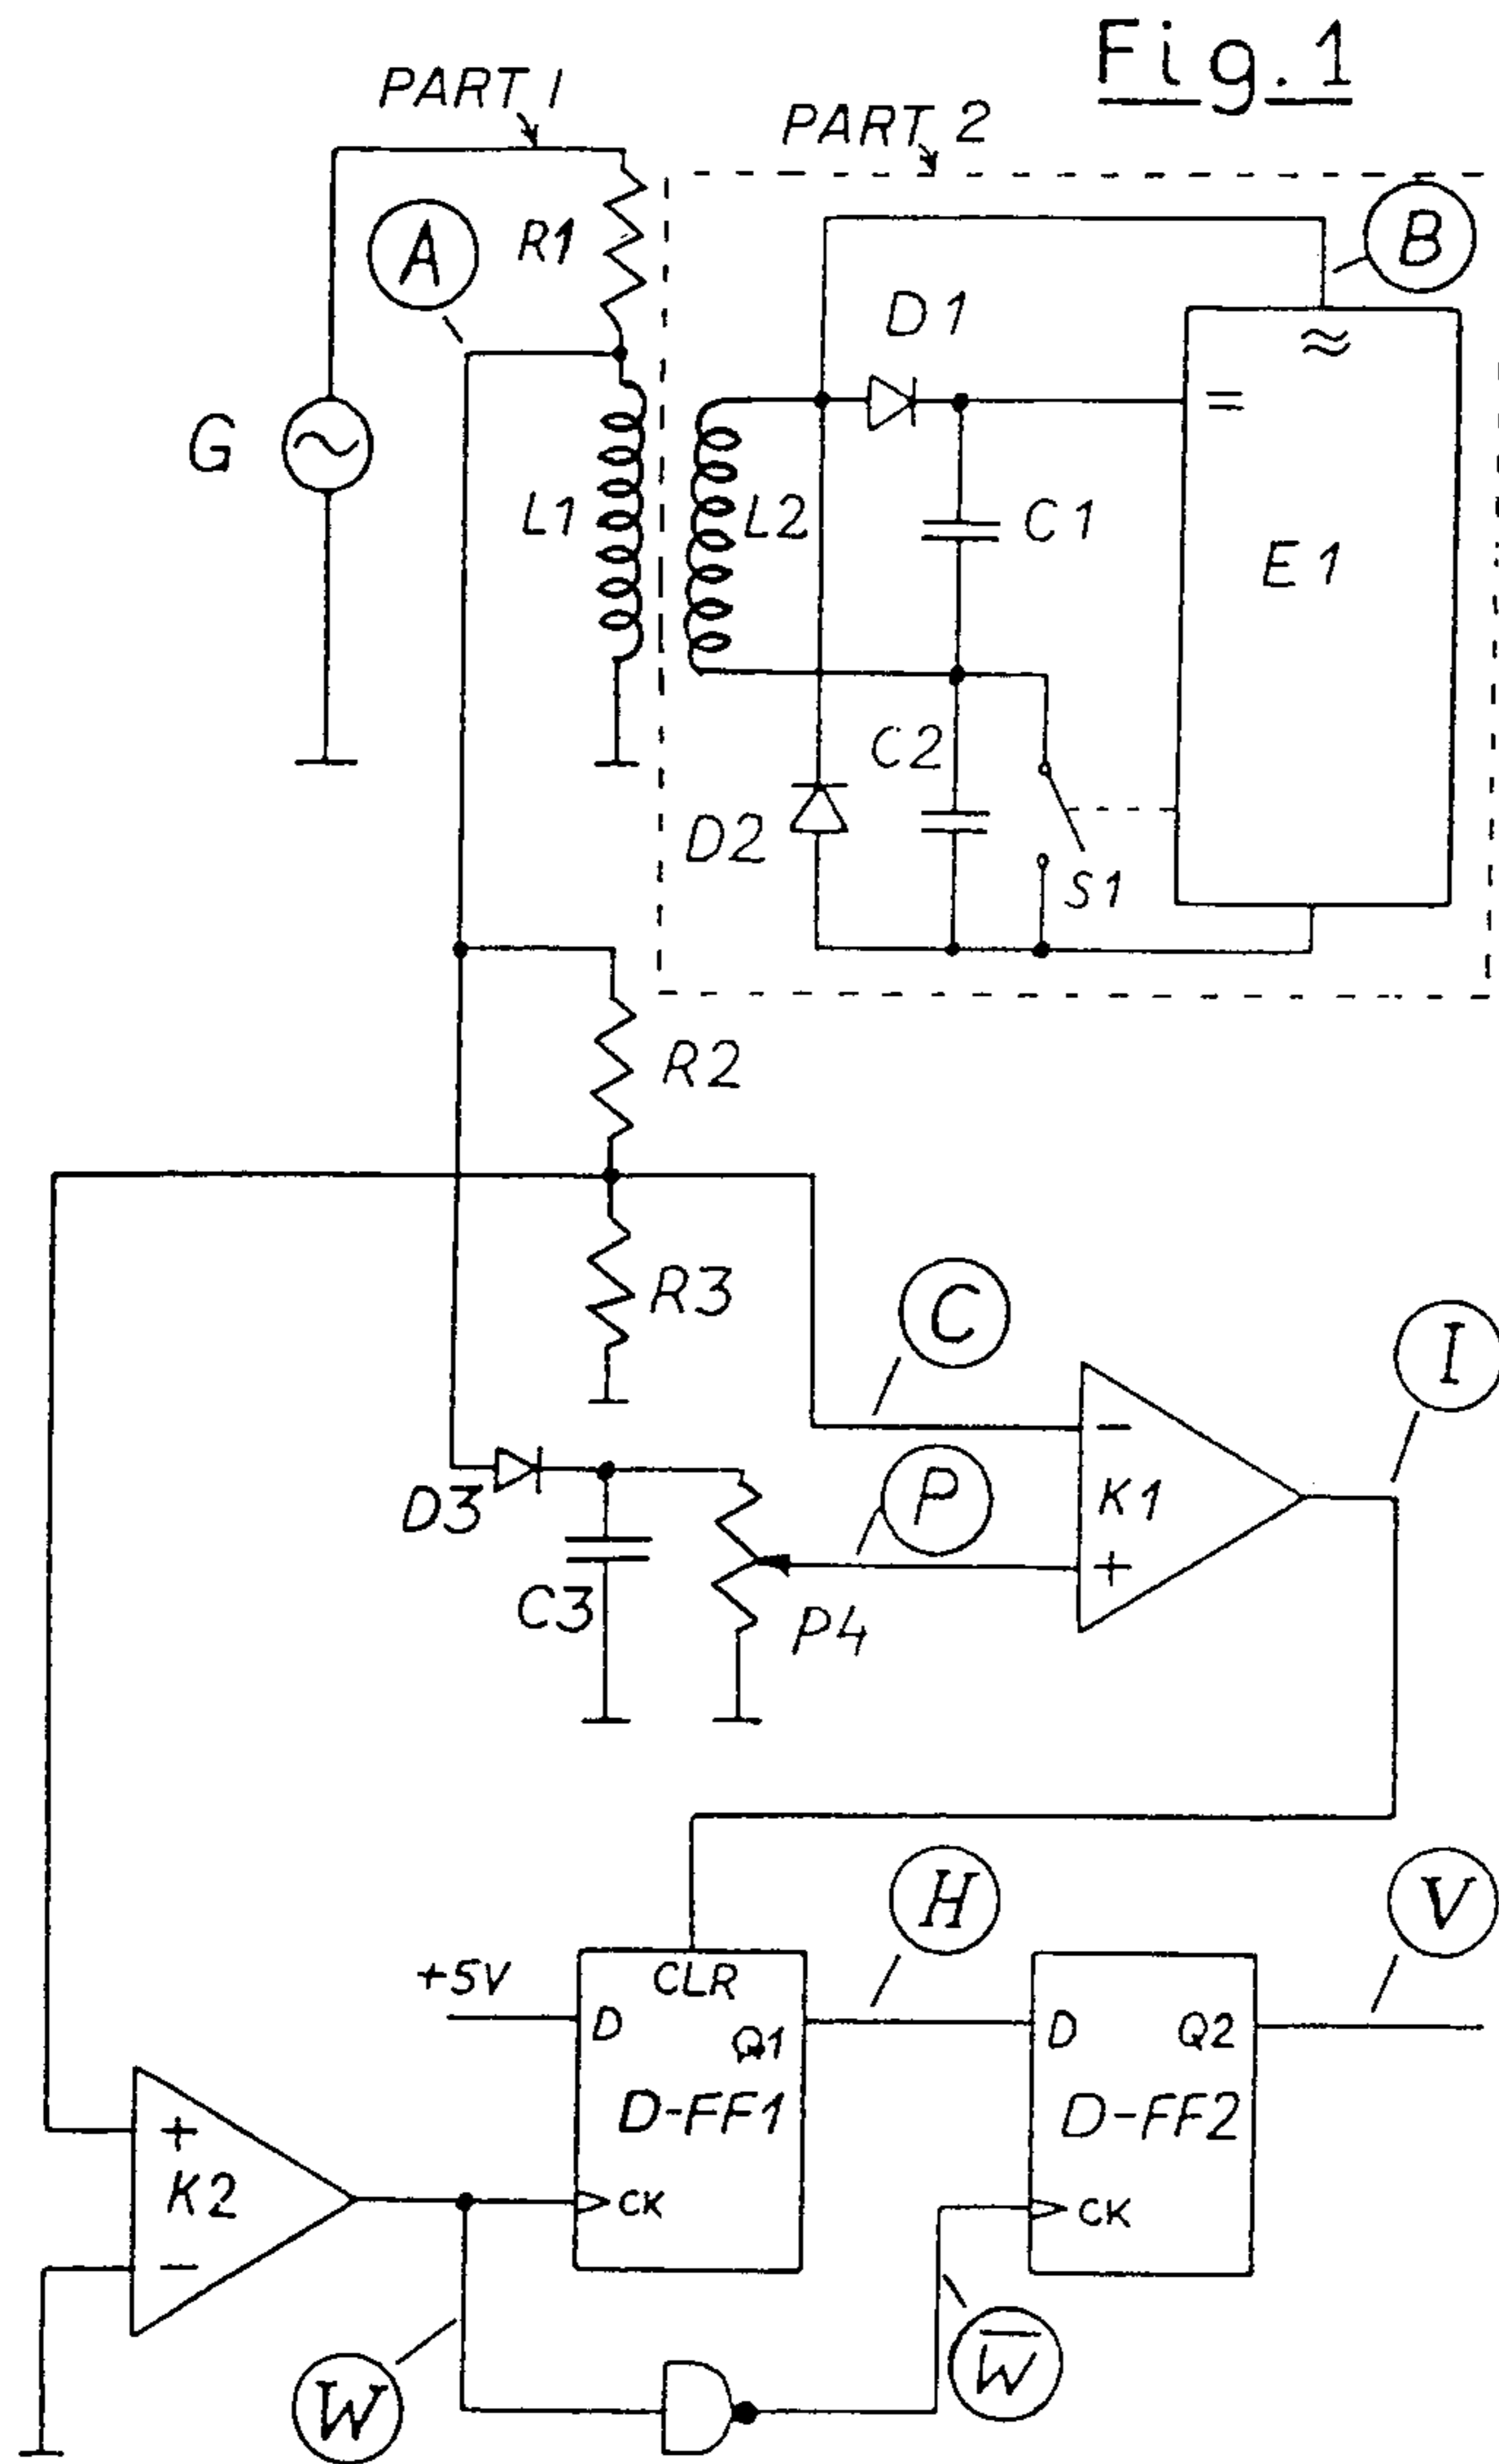 Fig. 1
PART 1
PART 2
A
R1
B
D1
≈
G
=
L1
L2
C1
E1
C2
D2
S1
R2
R3
C
I
D3
P
−
K1
+
C3
P4
H
V
+5V
CLR
D
Q1
D
Q2
D-FF1
D-FF2
+
K2
CK
CK
−
W
W̅